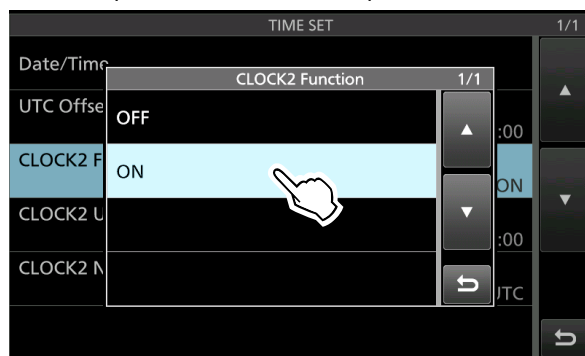 TIME SET 1/1
Date/Time
CLOCK2 Function 1/1
UTC Offse
OFF
:00
CLOCK2 F
ON
ON
CLOCK2 U
:00
CLOCK2 N
UTC